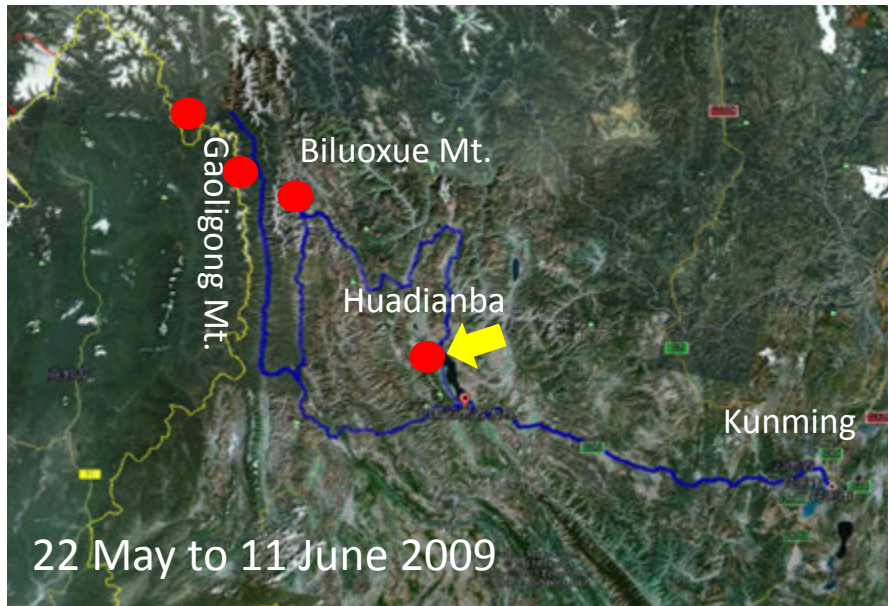 Biluoxue Mt.
Gaoligong Mt.
Huadianba
Kunming
22 May to 11 June 2009